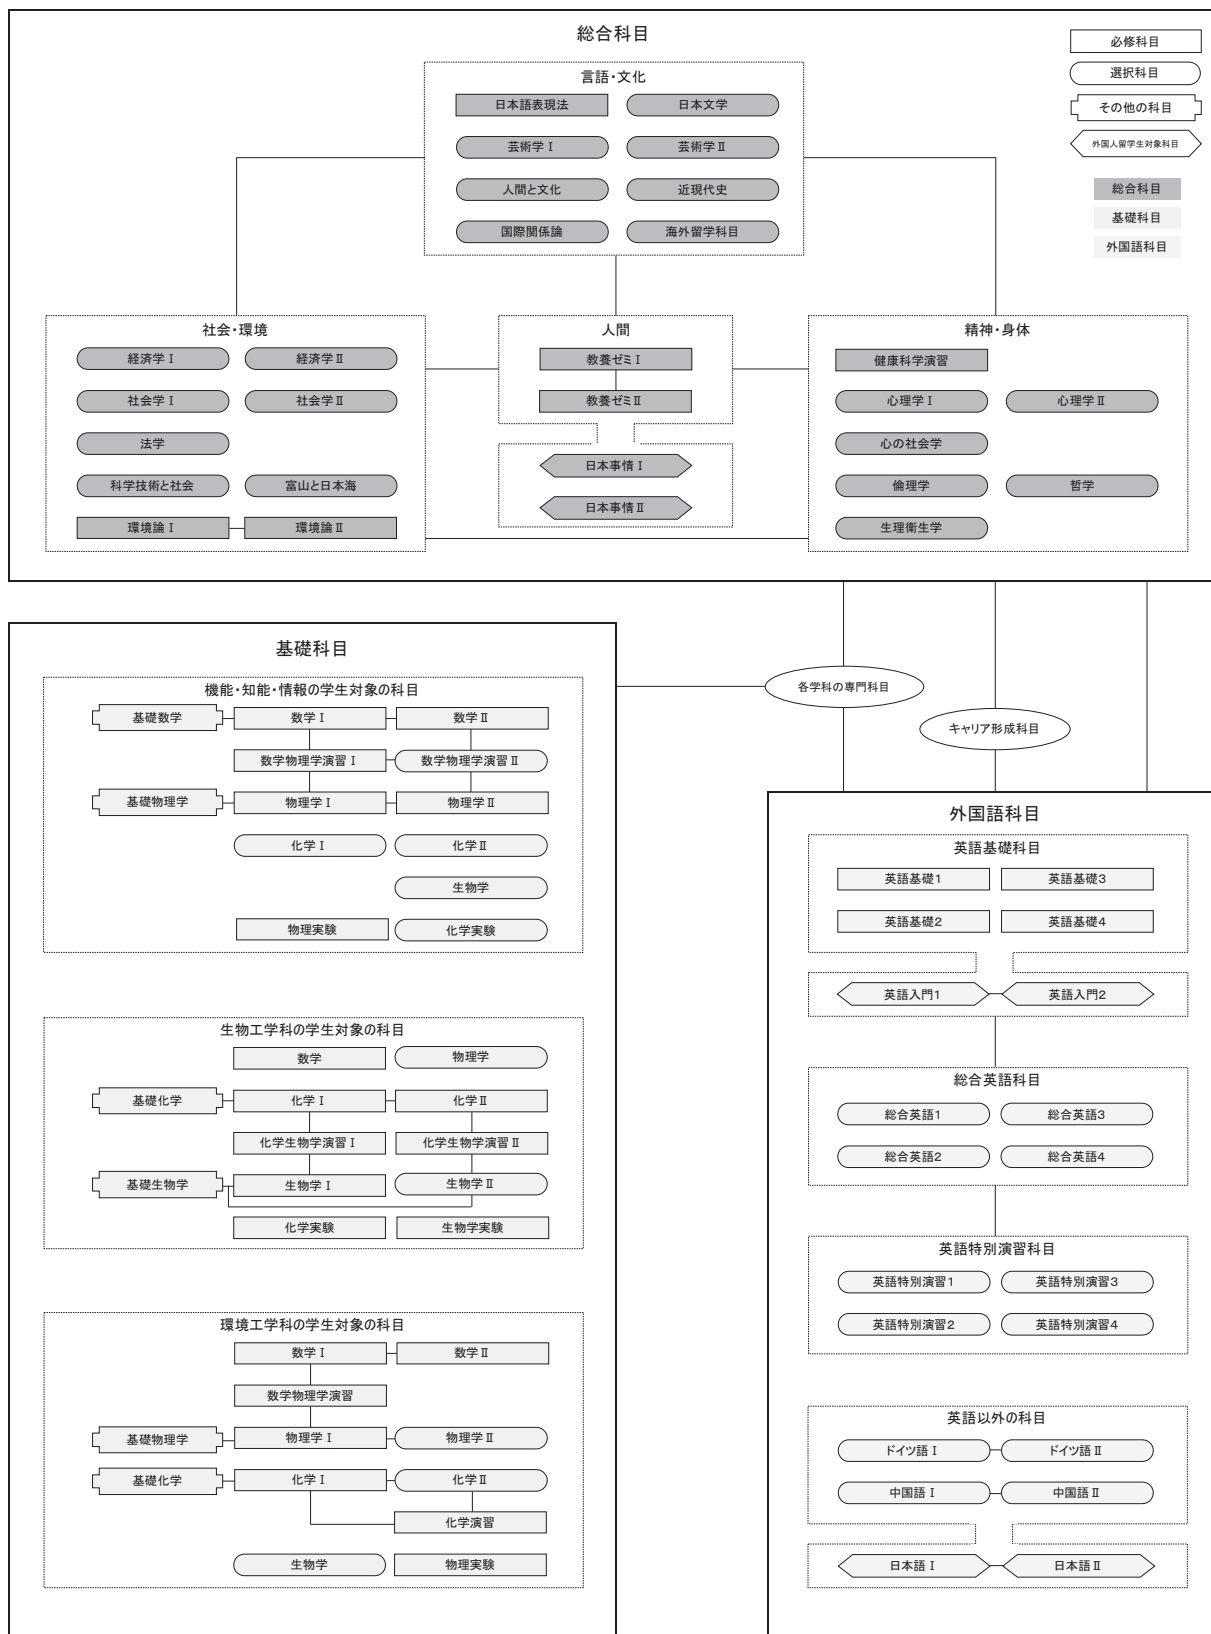 総合科目
必修科目
選択科目
その他の科目
外国人留学生対象科目
総合科目
基礎科目
外国語科目
言語・文化
日本語表現法
日本文学
芸術学Ⅰ
芸術学Ⅱ
人間と文化
近現代史
国際関係論
海外留学科目
社会・環境
経済学Ⅰ
経済学Ⅱ
社会学Ⅰ
社会学Ⅱ
法学
科学技術と社会
富山と日本海
環境論Ⅰ
環境論Ⅱ
人間
教養ゼミⅠ
教養ゼミⅡ
日本事情Ⅰ
日本事情Ⅱ
精神・身体
健康科学演習
心理学Ⅰ
心理学Ⅱ
心の社会学
倫理学
哲学
生理衛生学
各学科の専門科目
キャリア形成科目
基礎科目
機能・知能・情報の学生対象の科目
基礎数学
数学Ⅰ
数学Ⅱ
数学物理学演習Ⅰ
数学物理学演習Ⅱ
基礎物理学
物理学Ⅰ
物理学Ⅱ
化学Ⅰ
化学Ⅱ
生物学
物理実験
化学実験
生物工学科の学生対象の科目
数学
物理学
基礎化学
化学Ⅰ
化学Ⅱ
化学生物学演習Ⅰ
化学生物学演習Ⅱ
基礎生物学
生物学Ⅰ
生物学Ⅱ
化学実験
生物学実験
環境工学科の学生対象の科目
数学Ⅰ
数学Ⅱ
数学物理学演習
基礎物理学
物理学Ⅰ
物理学Ⅱ
基礎化学
化学Ⅰ
化学Ⅱ
化学演習
生物学
物理実験
外国語科目
英語基礎科目
英語基礎1
英語基礎3
英語基礎2
英語基礎4
英語入門1
英語入門2
総合英語科目
総合英語1
総合英語3
総合英語2
総合英語4
英語特別演習科目
英語特別演習1
英語特別演習3
英語特別演習2
英語特別演習4
英語以外の科目
ドイツ語Ⅰ
ドイツ語Ⅱ
中国語Ⅰ
中国語Ⅱ
日本語Ⅰ
日本語Ⅱ